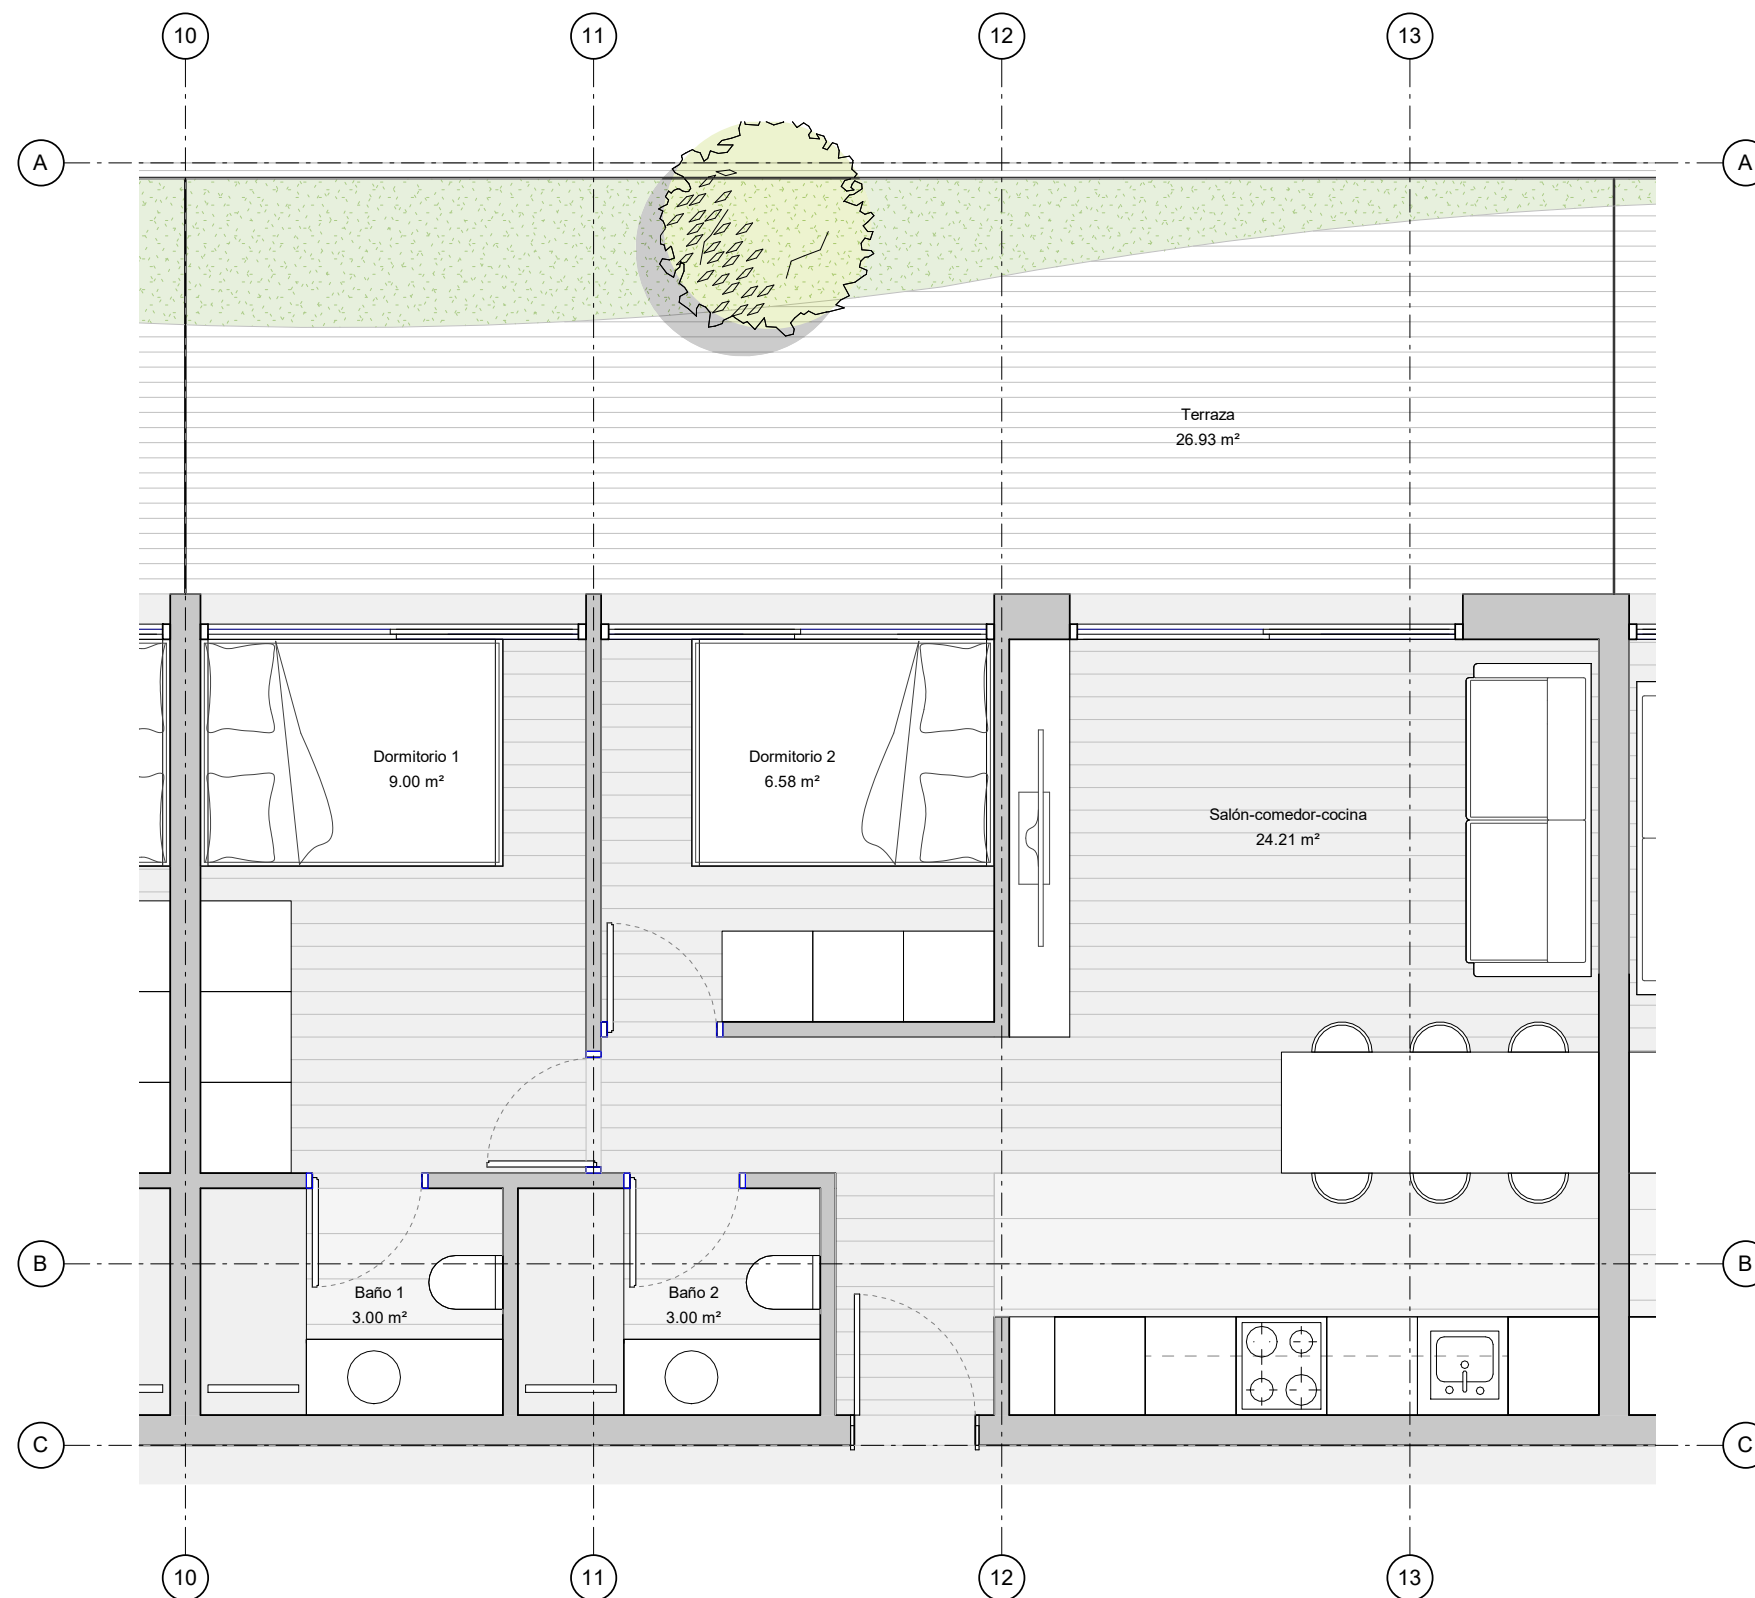 10
11
12
13
A
A
Terraza
26.93 m²
Dormitorio 1
9.00 m²
Dormitorio 2
6.58 m²
Salón-comedor-cocina
24.21 m²
B
B
Baño 1
3.00 m²
Baño 2
3.00 m²
C
C
10
11
12
13